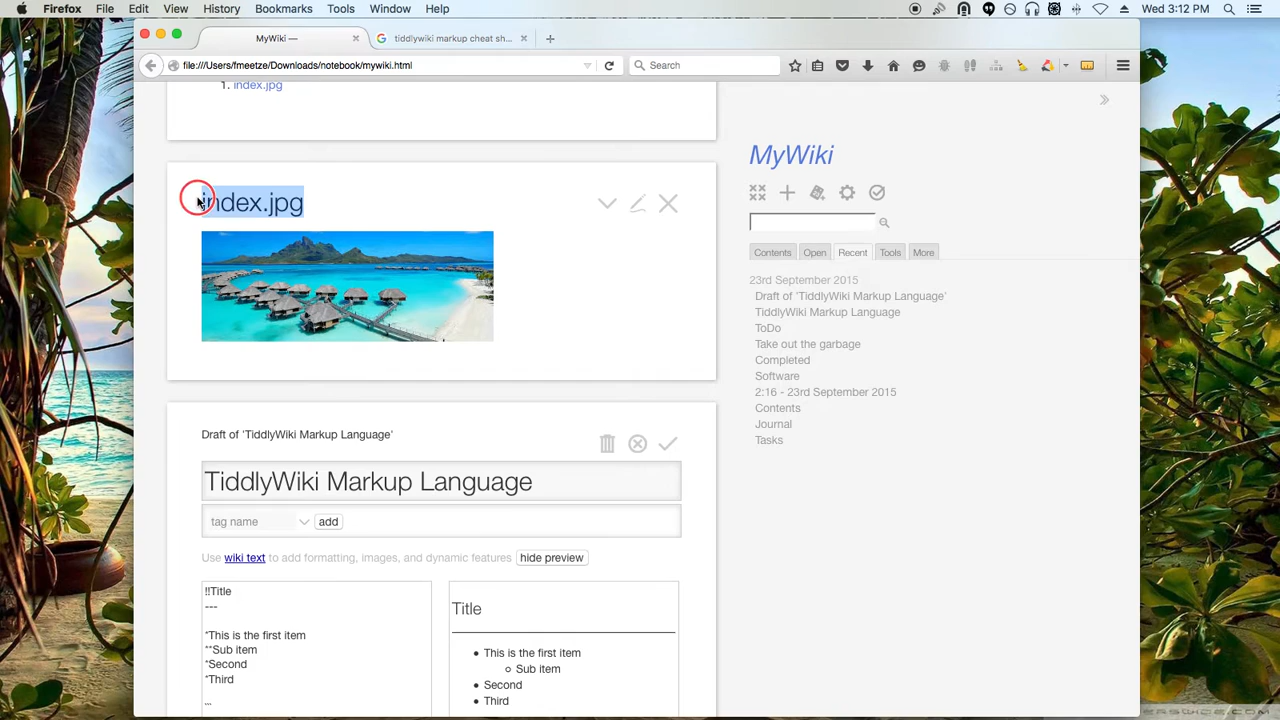 Firefox File Edit View History Bookmarks Tools Window Help Wed 3:12 PM
MyWiki — tiddlywiki markup cheat sh...
file:///Users/fmeetze/Downloads/notebook/mywiki.html Search
1. index.jpg
index.jpg
Draft of 'TiddlyWiki Markup Language'
TiddlyWiki Markup Language
tag name add
Use wiki text to add formatting, images, and dynamic features hide preview
!!Title
---
*This is the first item
**Sub item
*Second
*Third
Title
• This is the first item
Sub item
• Second
• Third
MyWiki
Contents Open Recent Tools More
23rd September 2015
Draft of 'TiddlyWiki Markup Language'
TiddlyWiki Markup Language
ToDo
Take out the garbage
Completed
Software
2:16 - 23rd September 2015
Contents
Journal
Tasks